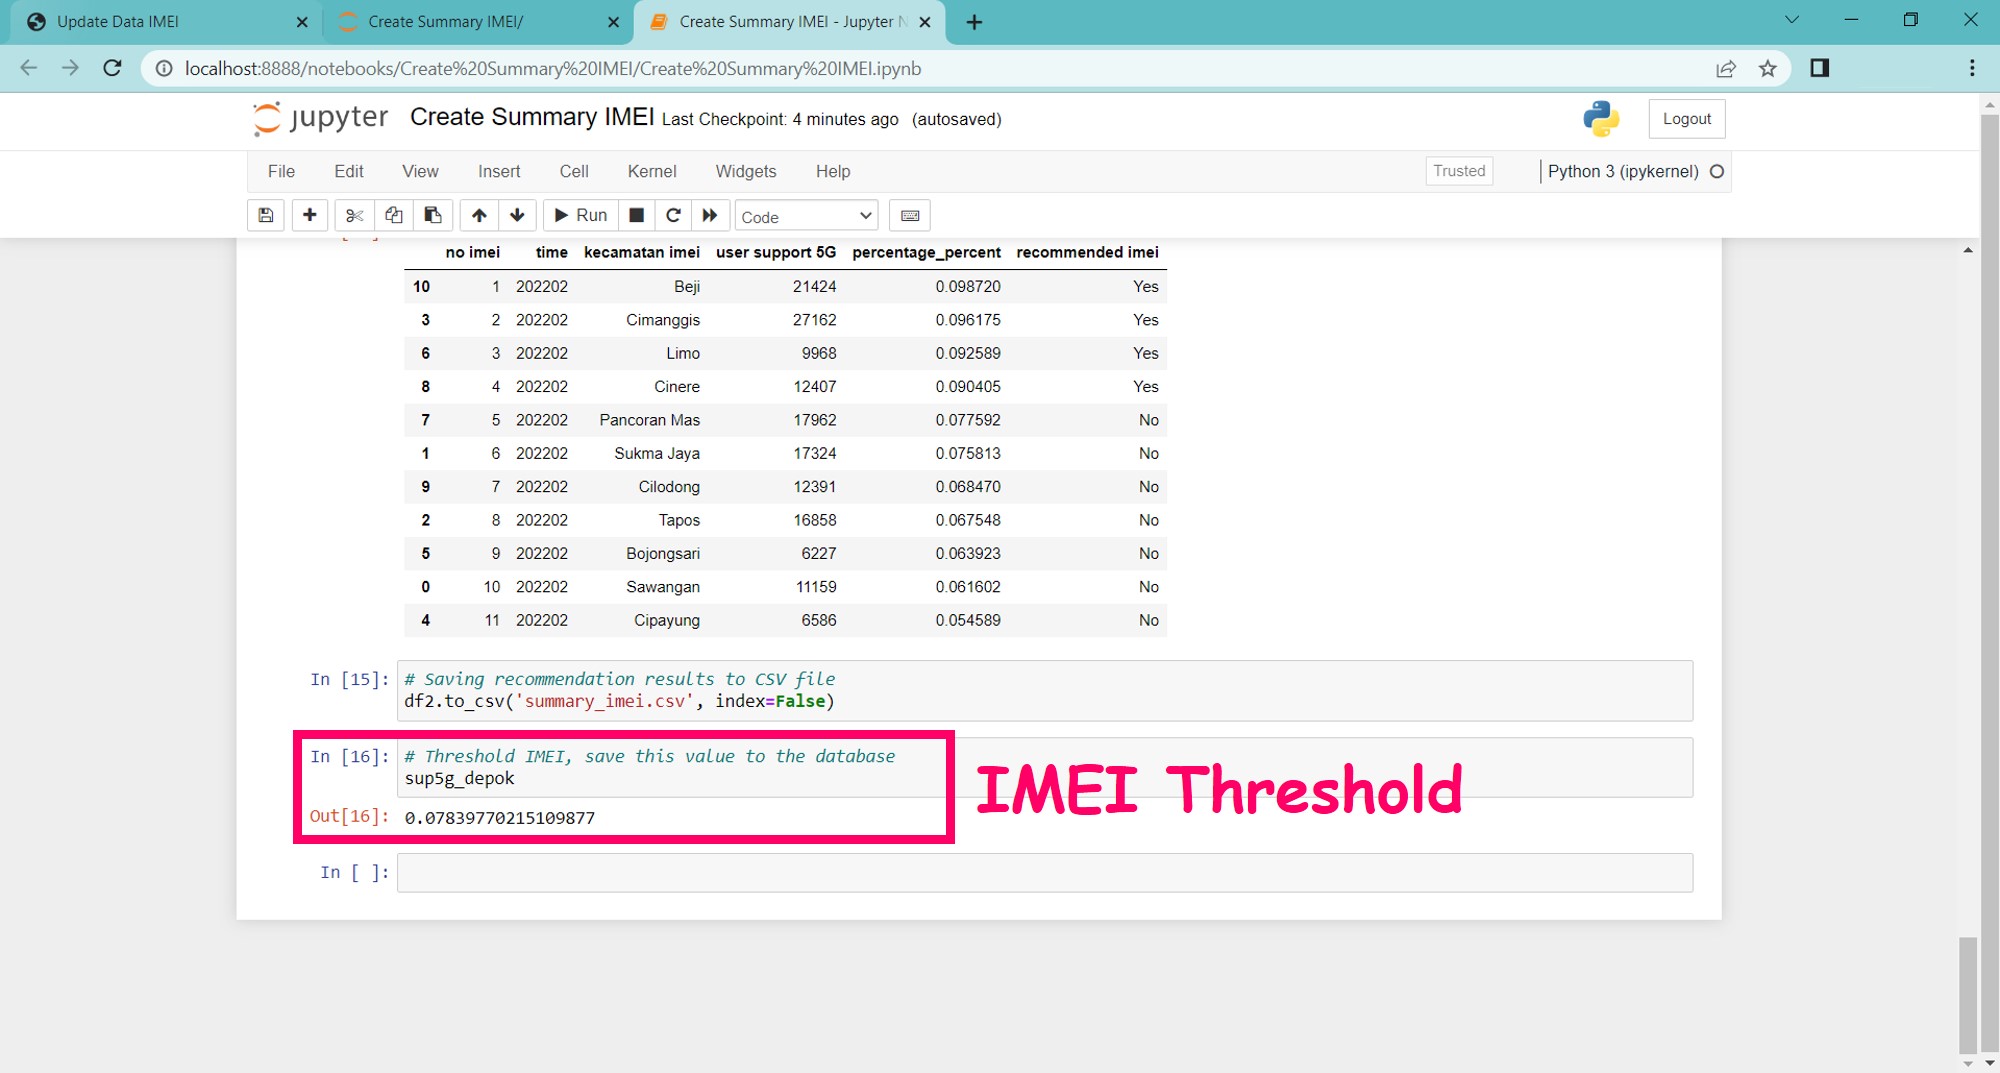 Update Data IMEI
Create Summary IMEI/
Create Summary IMEI - Jupyter N
localhost:8888/notebooks/Create%20Summary%20IMEI/Create%20Summary%20IMEI.ipynb
jupyter Create Summary IMEI Last Checkpoint: 4 minutes ago (autosaved)
Logout
File Edit View Insert Cell Kernel Widgets Help Trusted Python 3 (ipykernel)
Run Code
no imei time kecamatan imei user support 5G percentage_percent recommended imei
10 1 202202 Beji 21424 0.098720 Yes
3 2 202202 Cimanggis 27162 0.096175 Yes
6 3 202202 Limo 9968 0.092589 Yes
8 4 202202 Cinere 12407 0.090405 Yes
7 5 202202 Pancoran Mas 17962 0.077592 No
1 6 202202 Sukma Jaya 17324 0.075813 No
9 7 202202 Cilodong 12391 0.068470 No
2 8 202202 Tapos 16858 0.067548 No
5 9 202202 Bojongsari 6227 0.063923 No
0 10 202202 Sawangan 11159 0.061602 No
4 11 202202 Cipayung 6586 0.054589 No
In [15]: # Saving recommendation results to CSV file
df2.to_csv('summary_imei.csv', index=False)
In [16]: # Threshold IMEI, save this value to the database
sup5g_depok
Out[16]: 0.07839770215109877
IMEI Threshold
In [ ]: